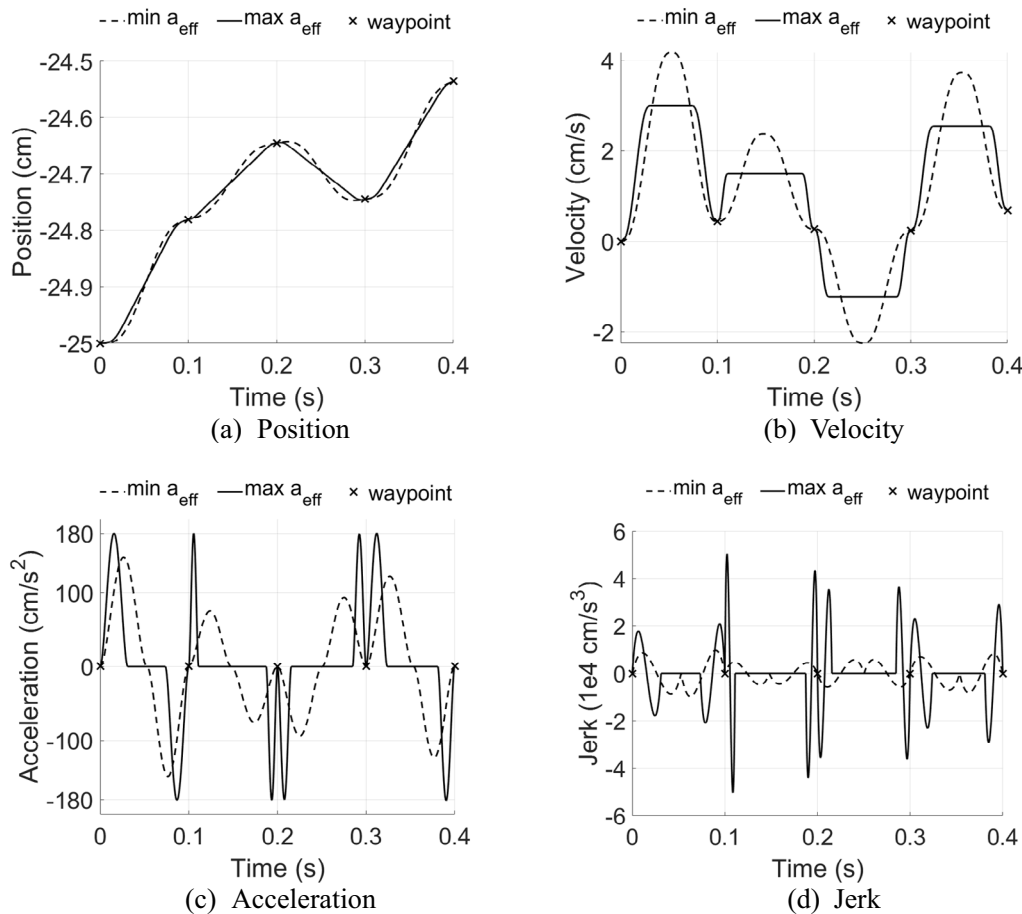 min a_eff max a_eff × waypoint
-24.5
-24.6
-24.7
-24.8
-24.9
-25
Position (cm)
0 0.1 0.2 0.3 0.4
Time (s)
(a) Position
min a_eff max a_eff × waypoint
4
2
0
-2
Velocity (cm/s)
0 0.1 0.2 0.3 0.4
Time (s)
(b) Velocity
min a_eff max a_eff × waypoint
180
100
0
-100
-180
Acceleration (cm/s²)
0 0.1 0.2 0.3 0.4
Time (s)
(c) Acceleration
min a_eff max a_eff × waypoint
6
4
2
0
-2
-4
-6
Jerk (1e4 cm/s³)
0 0.1 0.2 0.3 0.4
Time (s)
(d) Jerk